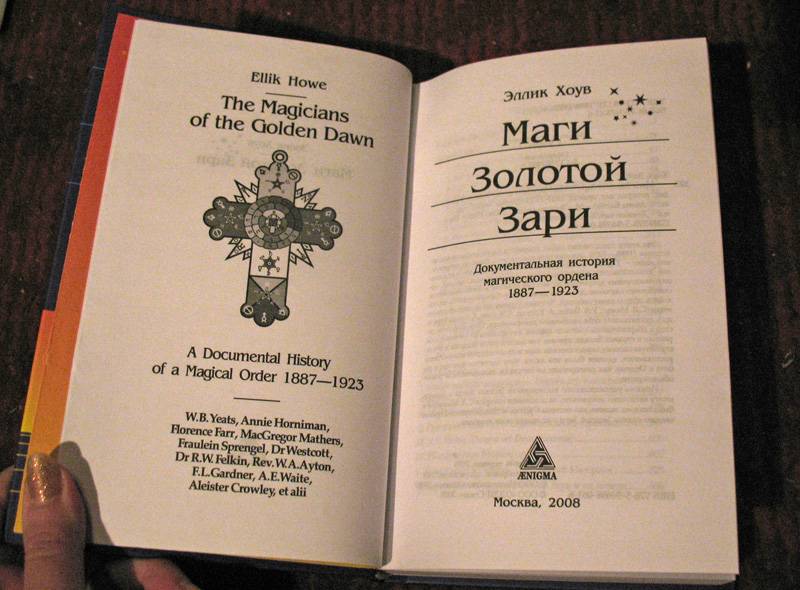 Ellik Howe
The Magicians
of the Golden Dawn
A Documental History
of a Magical Order 1887—1923
W.B. Yeats, Annie Horniman,
Florence Farr, MacGregor Mathers,
Fraulein Sprengel, Dr Westcott,
Dr R.W. Felkin, Rev. W.A. Ayton,
F.L. Gardner, A.E. Waite,
Aleister Crowley, et alii
Эллик Хоув
Маги
Золотой
Зари
Документальная история
магического ордена
1887—1923
ÆNIGMA
Москва, 2008